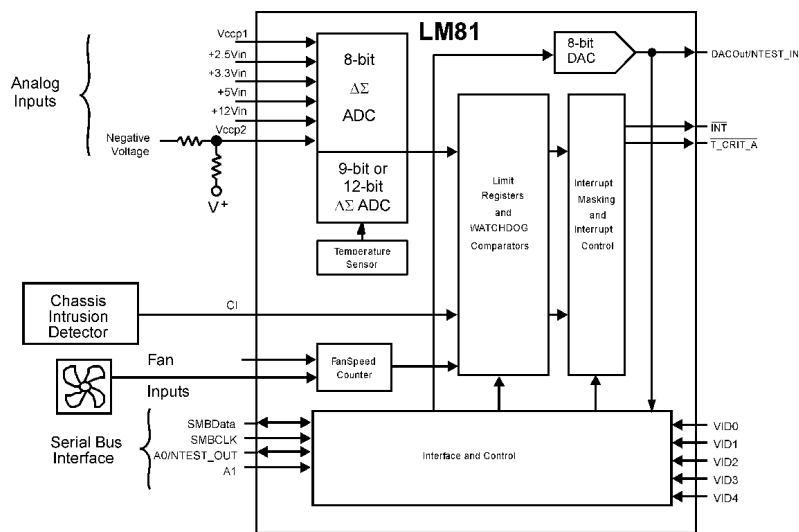 LM81
Vccp1
+2.5Vin
+3.3Vin
+5Vin
+12Vin
Vccp2
Analog
Inputs
Negative
Voltage
V+
8-bit
ΔΣ
ADC
9-bit or
12-bit
ΔΣ ADC
Temperature
Sensor
8-bit
DAC
DACOut/NTEST_IN
INT
T_CRIT_A
Limit
Registers
and
WATCHDOG
Comparators
Interrupt
Masking
and
Interrupt
Control
Chassis
Intrusion
Detector
CI
Fan
Inputs
FanSpeed
Counter
Serial Bus
Interface
SMBData
SMBCLK
A0/NTEST_OUT
A1
Interface and Control
VID0
VID1
VID2
VID3
VID4